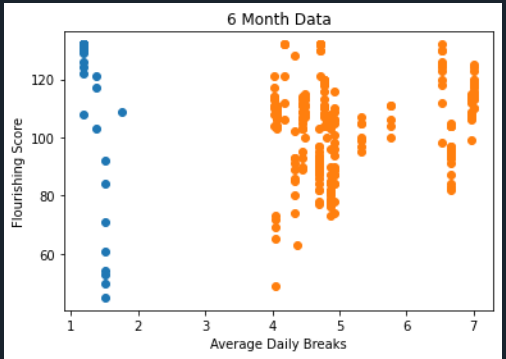 6 Month Data
120
100
80
60
Flourishing Score
1 2 3 4 5 6 7
Average Daily Breaks